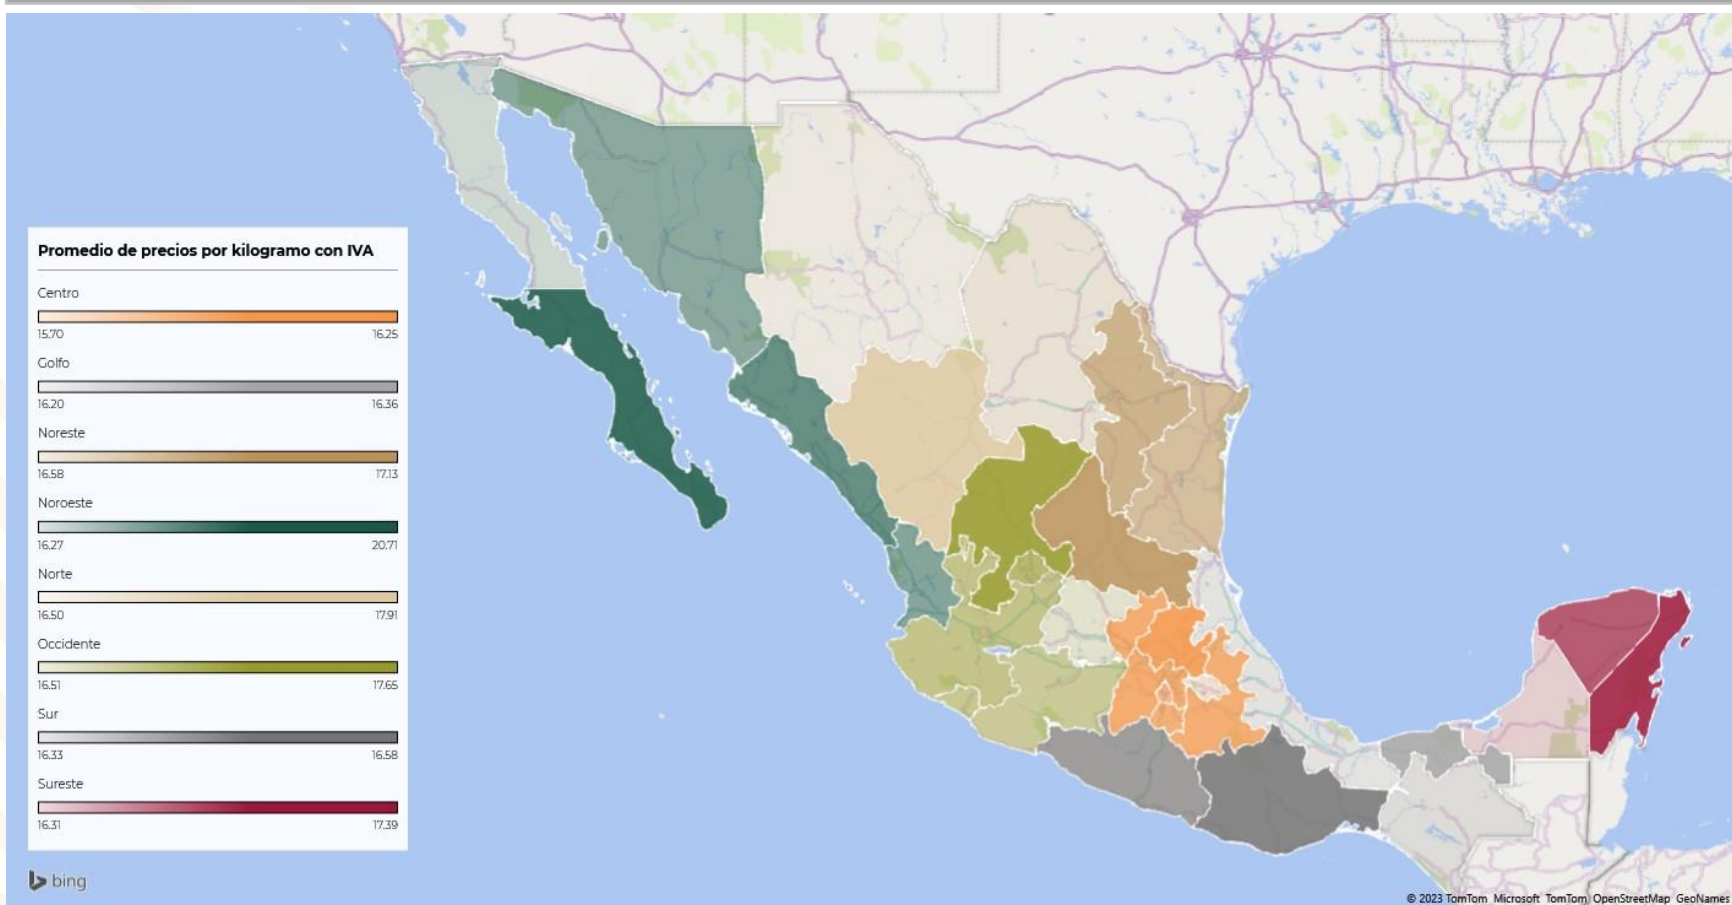 Promedio de precios por kilogramo con IVA
Centro
15.70 16.25
Golfo
16.20 16.36
Noreste
16.58 17.13
Noroeste
16.27 20.71
Norte
16.50 17.91
Occidente
16.51 17.65
Sur
16.33 16.58
Sureste
16.31 17.39
bing
© 2023 TomTom Microsoft TomTom OpenStreetMap GeoNames